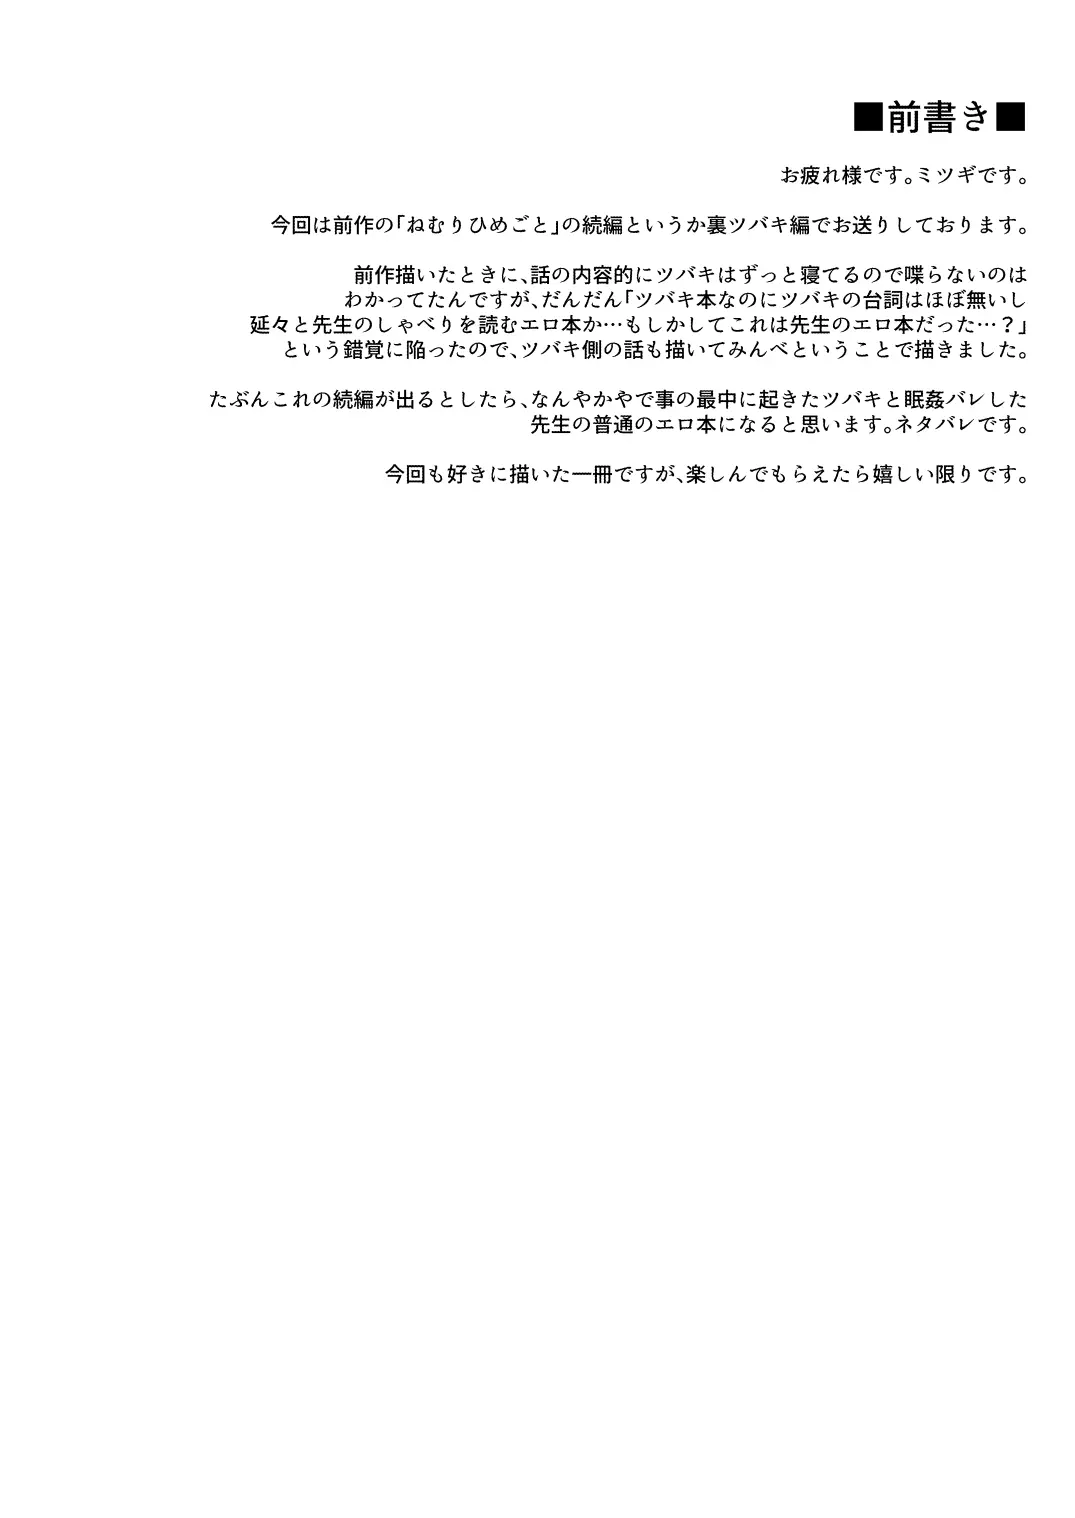 ■前書き■
お疲れ様です。ミツギです。
今回は前作の「ねむりひめごと」の続編というか裏ツバキ編でお送りしております。
前作描いたときに、話の内容的にツバキはずっと寝てるので喋らないのは
わかってたんですが、だんだん「ツバキ本なのにツバキの台詞はほぼ無いし
延々と先生のしゃべりを読むエロ本か…もしかしてこれは先生のエロ本だった…？」
という錯覚に陥ったので、ツバキ側の話も描いてみんべということで描きました。
たぶんこれの続編が出るとしたら、なんやかやで事の最中に起きたツバキと眠姦バレした
先生の普通のエロ本になると思います。ネタバレです。
今回も好きに描いた一冊ですが、楽しんでもらえたら嬉しい限りです。